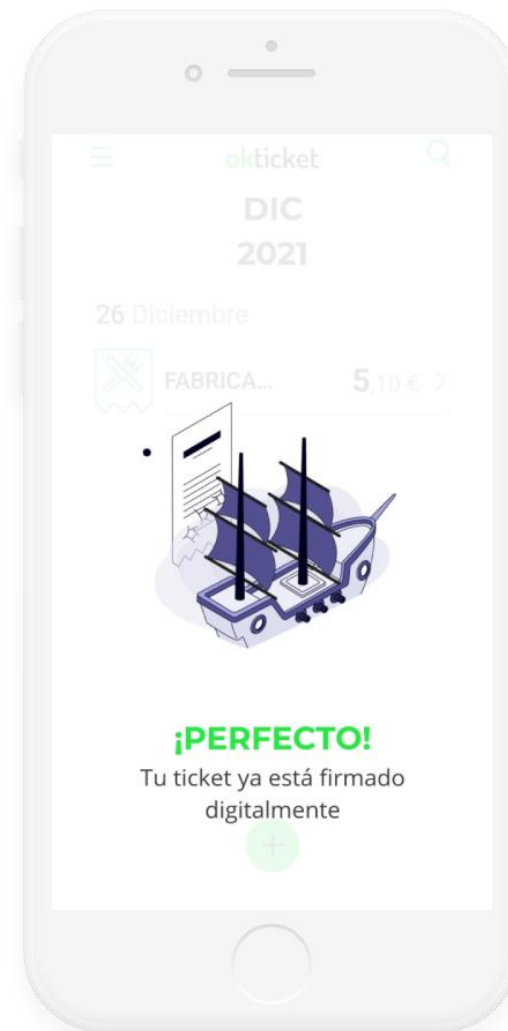 okticket
DIC
2021
26 Diciembre
FABRICA... 5,10 €
¡PERFECTO!
Tu ticket ya está firmado
digitalmente
+